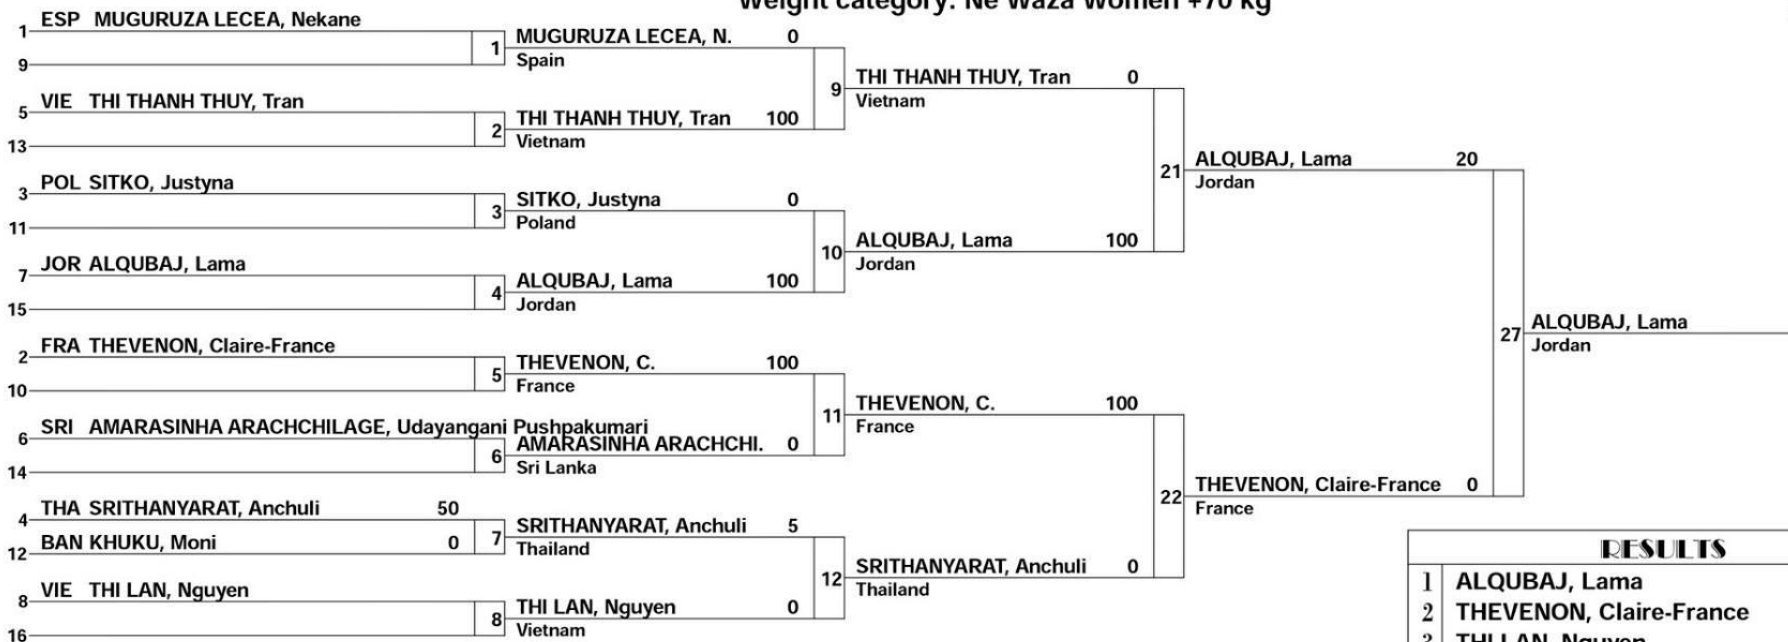 Weight category: Ne Waza Women +70 kg
1 ESP MUGURUZA LECEA, Nekane
9
1 MUGURUZA LECEA, N. 0
Spain
5 VIE THI THANH THUY, Tran
13
2 THI THANH THUY, Tran 100
Vietnam
9 THI THANH THUY, Tran 0
Vietnam
3 POL SITKO, Justyna
11
3 SITKO, Justyna 0
Poland
7 JOR ALQUBAJ, Lama
15
4 ALQUBAJ, Lama 100
Jordan
10 ALQUBAJ, Lama 100
Jordan
21 ALQUBAJ, Lama 20
Jordan
2 FRA THEVENON, Claire-France
10
5 THEVENON, C. 100
France
6 SRI AMARASINHA ARACHCHILAGE, Udayangani Pushpakumari
14
6 AMARASINHA ARACHCHI. 0
Sri Lanka
11 THEVENON, C. 100
France
4 THA SRITHANYARAT, Anchuli 50
12 BAN KHUKU, Moni 0
7 SRITHANYARAT, Anchuli 5
Thailand
8 VIE THI LAN, Nguyen
16
8 THI LAN, Nguyen 0
Vietnam
12 SRITHANYARAT, Anchuli 0
Thailand
22 THEVENON, Claire-France 0
France
27 ALQUBAJ, Lama
Jordan
RESULTS
1 ALQUBAJ, Lama
2 THEVENON, Claire-France
3 THI LAN, Nguyen